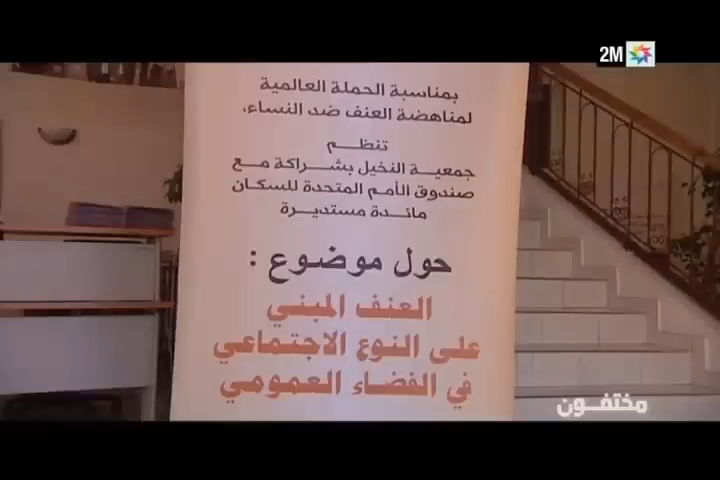 2M
بمناسبة الحملة العالمية
لمناهضة العنف ضد النساء،
تنظم
جمعية النخيل بشراكة مع
صندوق الأمم المتحدة للسكان
مائدة مستديرة
حول موضوع :
العنف المبني
على النوع الاجتماعي
في الفضاء العمومي
مختفون